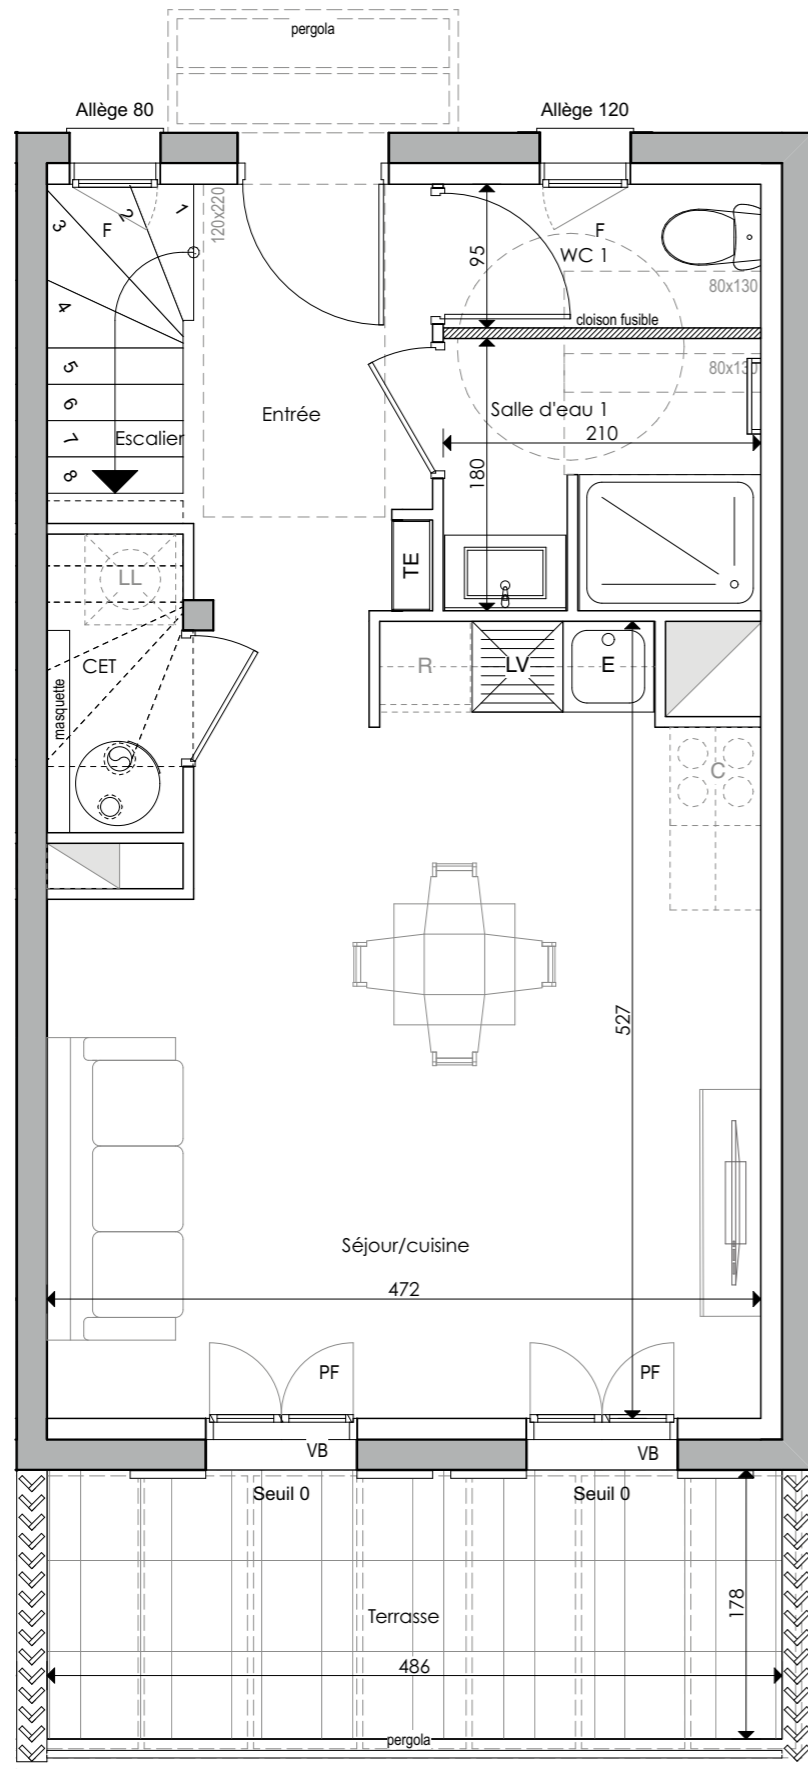 pergola
Allège 80
Allège 120
1
2
3
4
5
6
7
8
F
120x220
95
F
WC 1
80x130
cloison fusible
80x130
Entrée
Salle d'eau 1
210
Escalier
180
TE
LL
CET
masquette
R
LV
E
C
527
Séjour/cuisine
472
PF
PF
VB
VB
Seuil 0
Seuil 0
Terrasse
178
486
pergola